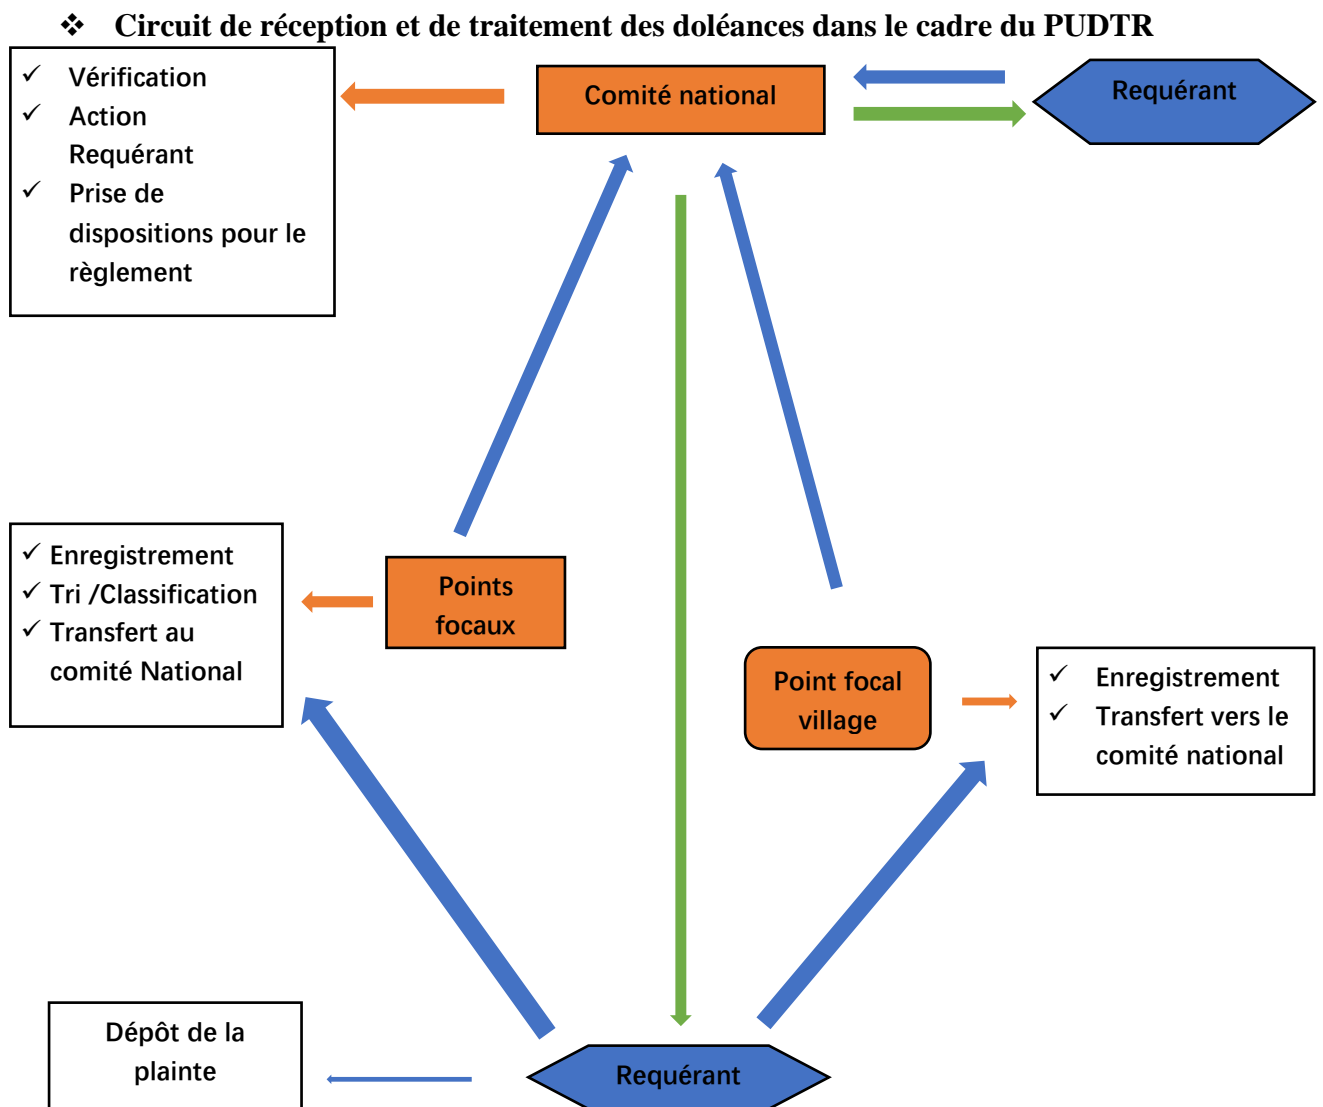 ❖ Circuit de réception et de traitement des doléances dans le cadre du PUDTR
✓ Vérification
✓ Action
Requérant
✓ Prise de
dispositions pour le
règlement
Comité national
Requérant
✓ Enregistrement
✓ Tri /Classification
✓ Transfert au
comité National
Points
focaux
Point focal
village
✓ Enregistrement
✓ Transfert vers le
comité national
Dépôt de la
plainte
Requérant